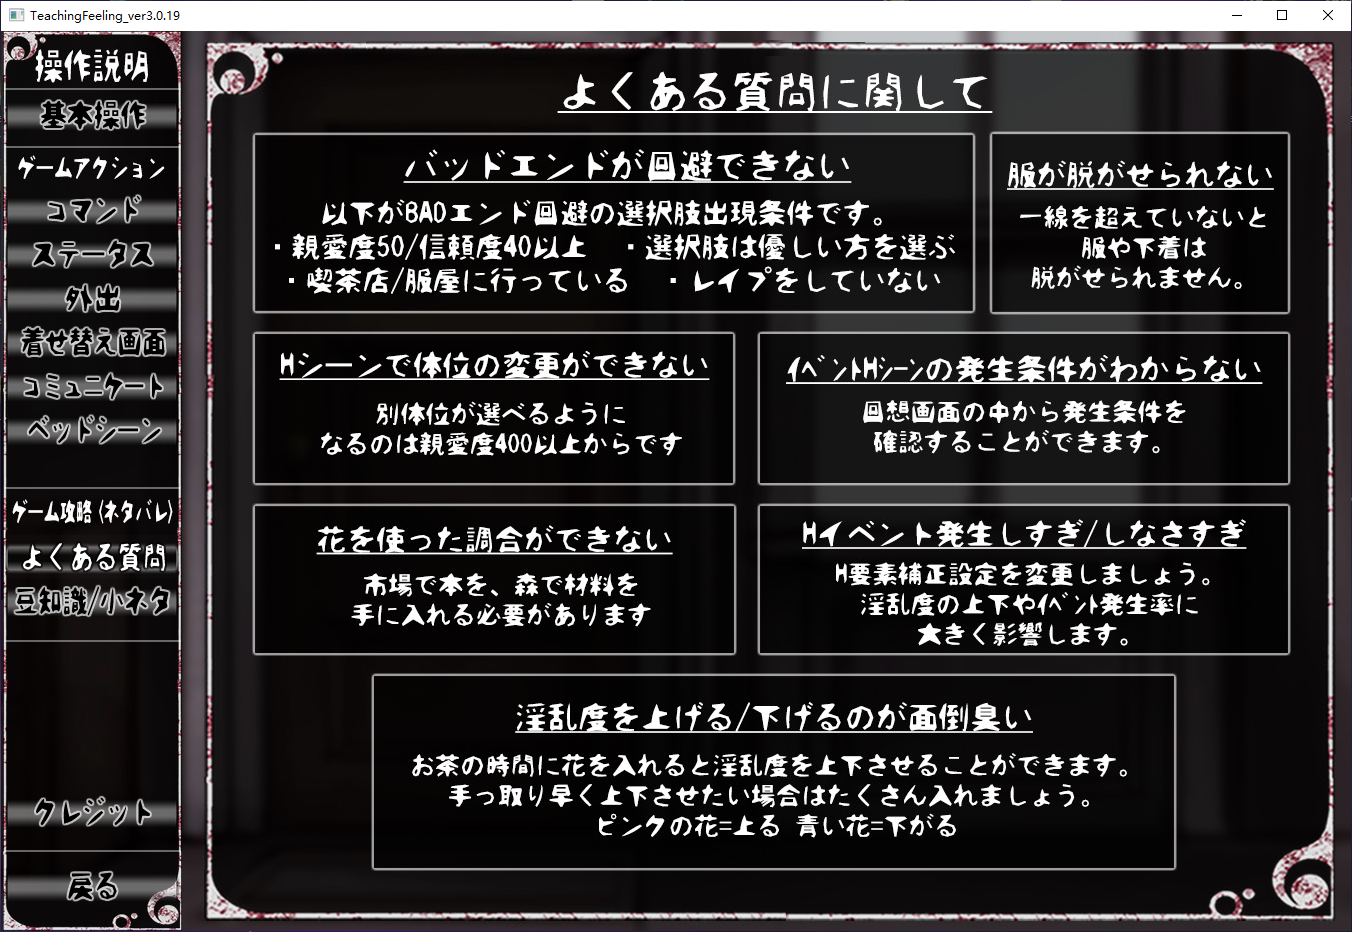 TeachingFeeling_ver3.0.19
操作説明
基本操作
ゲームアクション
コマンド
ステータス
外出
着せ替え画面
コミュニケート
ベッドシーン
ゲーム攻略(ネタバレ)
よくある質問
豆知識/小ネタ
クレジット
戻る
よくある質問に関して
バッドエンドが回避できない
以下がBADエンド回避の選択肢出現条件です。
・親愛度50/信頼度40以上　・選択肢は優しい方を選ぶ
・喫茶店/服屋に行っている　・レイプをしていない
服が脱がせられない
一線を超えていないと
服や下着は
脱がせられません。
Hシーンで体位の変更ができない
別体位が選べるように
なるのは親愛度400以上からです
ｲﾍﾞﾝﾄHｼｰﾝの発生条件がわからない
回想画面の中から発生条件を
確認することができます。
花を使った調合ができない
市場で本を、森で材料を
手に入れる必要があります
Hイベント発生しすぎ/しなさすぎ
H要素補正設定を変更しましょう。
淫乱度の上下やｲﾍﾞﾝﾄ発生率に
大きく影響します。
淫乱度を上げる/下げるのが面倒臭い
お茶の時間に花を入れると淫乱度を上下させることができます。
手っ取り早く上下させたい場合はたくさん入れましょう。
ピンクの花=上る 青い花=下がる